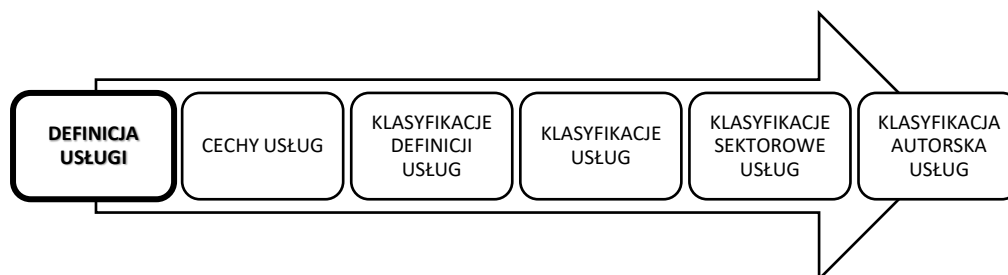 DEFINICJA
USŁUGI
CECHY USŁUG
KLASYFIKACJE
DEFINICJI
USŁUG
KLASYFIKACJE
USŁUG
KLASYFIKACJE
SEKTOROWE
USŁUG
KLASYFIKACJA
AUTORSKA
USŁUG